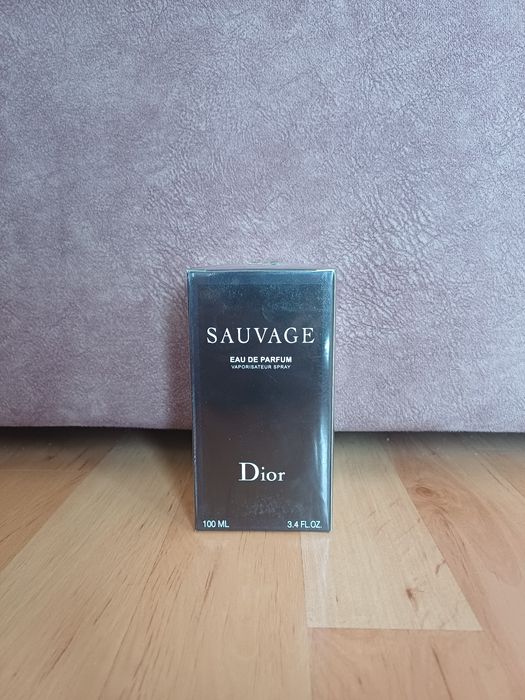 SAUVAGE
EAU DE PARFUM
VAPORISATEUR SPRAY
Dior
100 ML 3.4 FL.OZ.